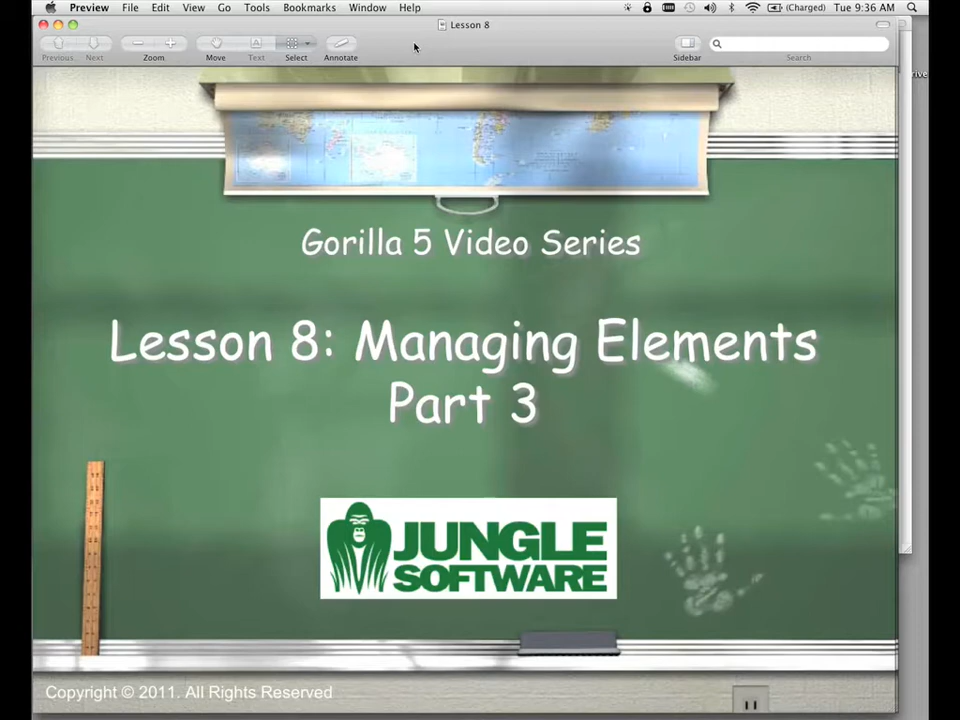 Preview File Edit View Go Tools Bookmarks Window Help (Charged) Tue 9:36 AM
Lesson 8
Previous Next Zoom Move Text Select Annotate Sidebar Search
rive
Gorilla 5 Video Series
Lesson 8: Managing Elements
Part 3
JUNGLE
SOFTWARE
Copyright © 2011. All Rights Reserved